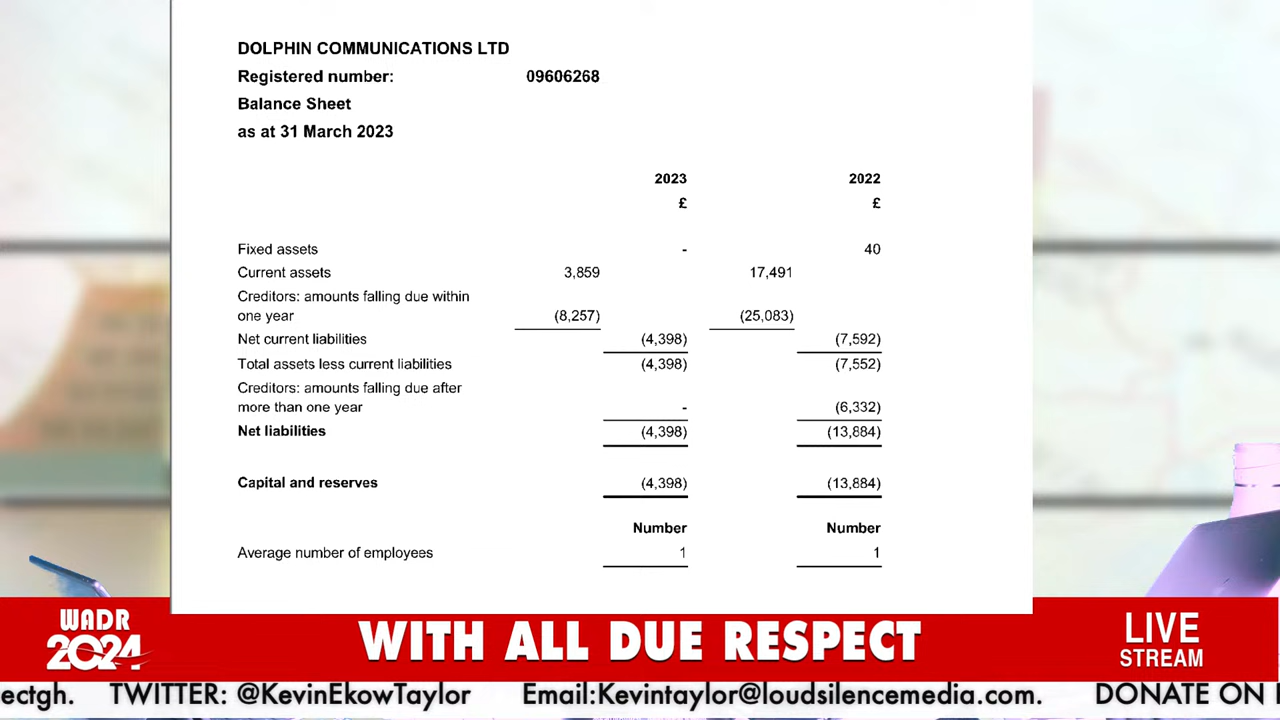 DOLPHIN COMMUNICATIONS LTD
Registered number: 09606268
Balance Sheet
as at 31 March 2023
2023 2022
£ £
Fixed assets - 40
Current assets 3,859 17,491
Creditors: amounts falling due within
one year (8,257) (25,083)
Net current liabilities (4,398) (7,592)
Total assets less current liabilities (4,398) (7,552)
Creditors: amounts falling due after
more than one year - (6,332)
Net liabilities (4,398) (13,884)
Capital and reserves (4,398) (13,884)
Number Number
Average number of employees 1 1
WADR
2024
WITH ALL DUE RESPECT
LIVE
STREAM
ectgh. TWITTER: @KevinEkowTaylor Email:Kevintaylor@loudsilencemedia.com. DONATE ON